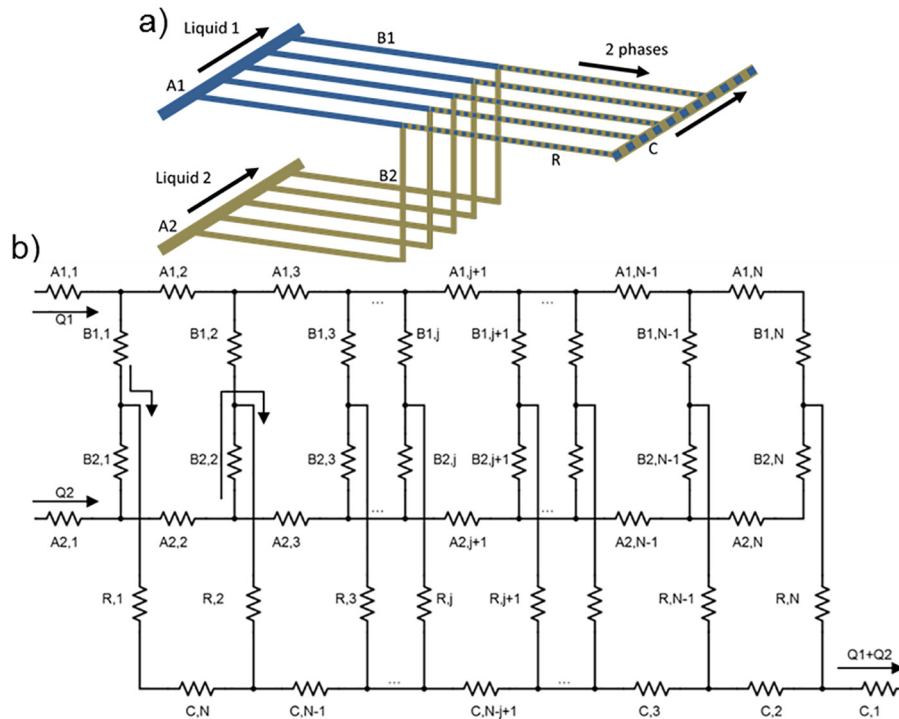 a)
Liquid 1
B1
2 phases
A1
Liquid 2
B2
R
C
A2
b)
A1,1 A1,2 A1,3 ... A1,j+1 ... A1,N-1 A1,N
Q1
B1,1 B1,2 B1,3 B1,j B1,j+1 B1,N-1 B1,N
B2,1 B2,2 B2,3 B2,j B2,j+1 B2,N-1 B2,N
Q2
... ...
A2,1 A2,2 A2,3 A2,j+1 A2,N-1 A2,N
R,1 R,2 R,3 R,j R,j+1 R,N-1 R,N
Q1+Q2
... ...
C,N C,N-1 C,N-j+1 C,3 C,2 C,1